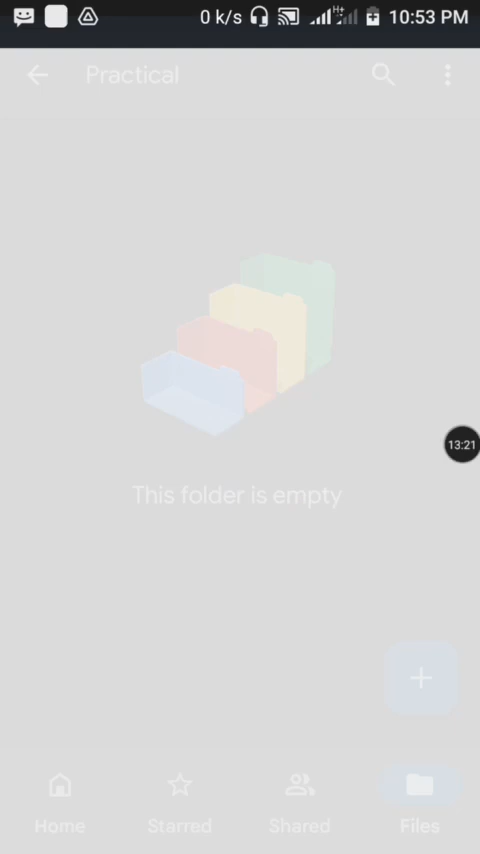 0 k/s H+ 10:53 PM
Practical
13:21
This folder is empty
Home Starred Shared Files